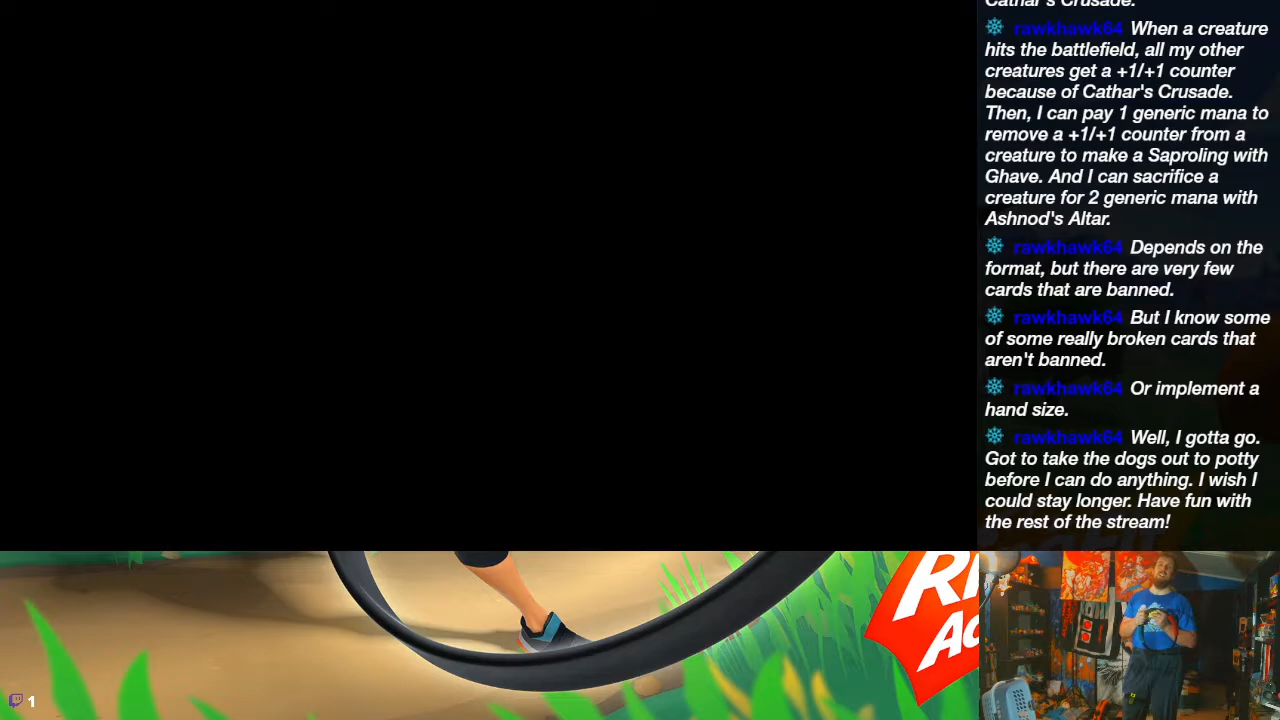 Cathar's Crusade.
rawkhawk64 When a creature
hits the battlefield, all my other
creatures get a +1/+1 counter
because of Cathar's Crusade.
Then, I can pay 1 generic mana to
remove a +1/+1 counter from a
creature to make a Saproling with
Ghave. And I can sacrifice a
creature for 2 generic mana with
Ashnod's Altar.
rawkhawk64 Depends on the
format, but there are very few
cards that are banned.
rawkhawk64 But I know some
of some really broken cards that
aren't banned.
rawkhawk64 Or implement a
hand size.
rawkhawk64 Well, I gotta go.
Got to take the dogs out to potty
before I can do anything. I wish I
could stay longer. Have fun with
the rest of the stream!
1